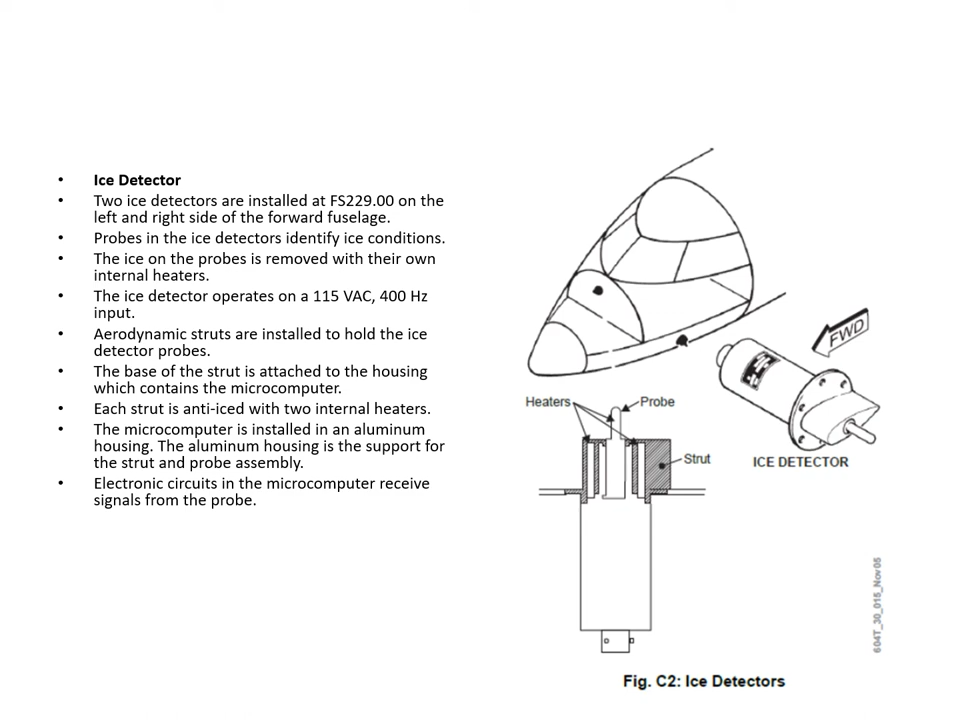 • Ice Detector
• Two ice detectors are installed at FS229.00 on the
left and right side of the forward fuselage.
• Probes in the ice detectors identify ice conditions.
• The ice on the probes is removed with their own
internal heaters.
• The ice detector operates on a 115 VAC, 400 Hz
input.
• Aerodynamic struts are installed to hold the ice
detector probes.
• The base of the strut is attached to the housing
which contains the microcomputer.
• Each strut is anti-iced with two internal heaters.
• The microcomputer is installed in an aluminum
housing. The aluminum housing is the support for
the strut and probe assembly.
• Electronic circuits in the microcomputer receive
signals from the probe.
FWD
Heaters
Probe
Strut
ICE DETECTOR
604T_30_015_Nov05
Fig. C2: Ice Detectors